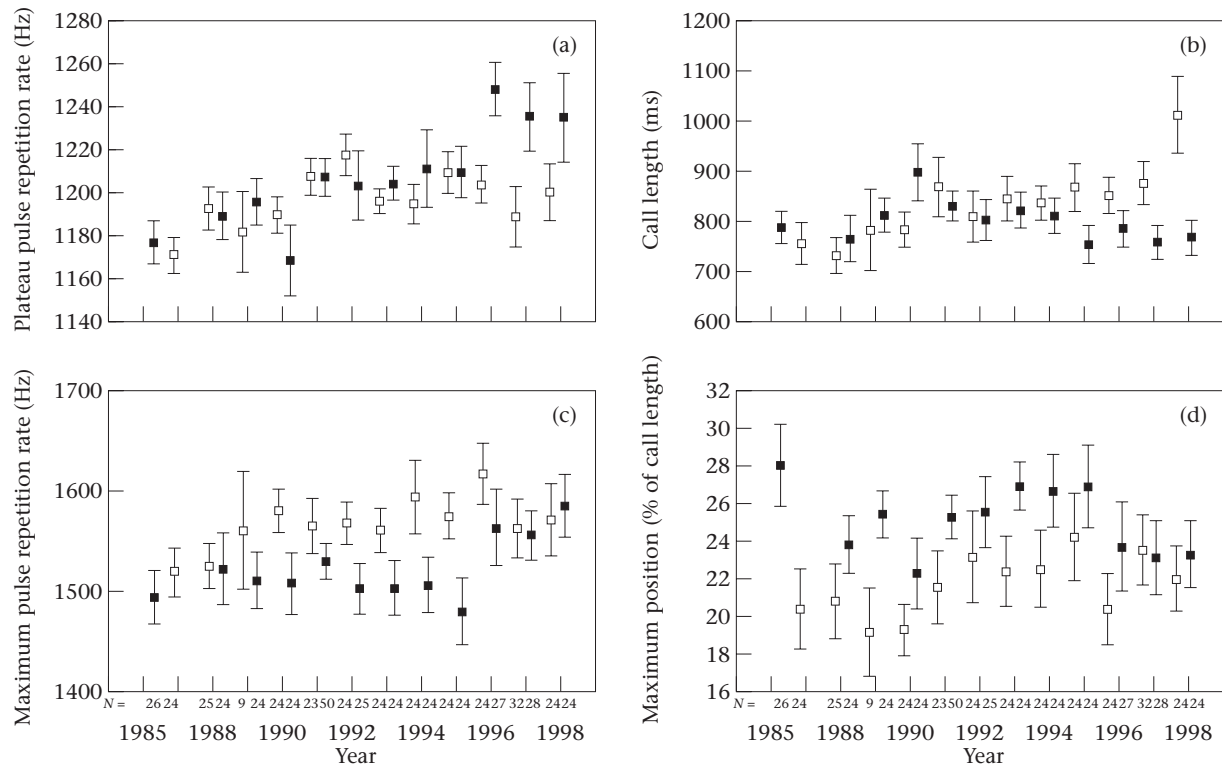 Plateau pulse repetition rate (Hz)
1280
1260
1240
1220
1200
1180
1160
1140
(a)
Call length (ms)
1200
1100
1000
900
800
700
600
(b)
Maximum pulse repetition rate (Hz)
1700
1600
1500
1400
(c)
N = 26 24 25 24 9 24 24 24 23 50 24 25 24 24 24 24 24 24 24 27 32 28 24 24
1985 1988 1990 1992 1994 1996 1998
Year
Maximum position (% of call length)
32
30
28
26
24
22
20
18
16
(d)
N = 26 24 25 24 9 24 24 24 23 50 24 25 24 24 24 24 24 24 24 27 32 28 24 24
1985 1988 1990 1992 1994 1996 1998
Year